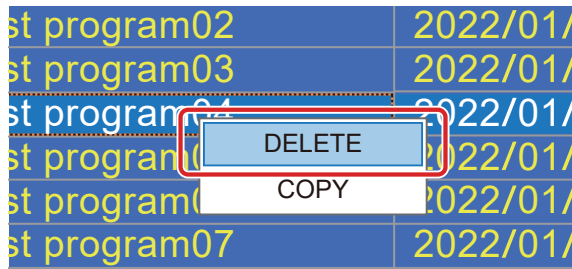 st program02 2022/01/
st program03 2022/01/
st program04 2022/01/
DELETE
st program 2022/01/
COPY
st program 2022/01/
st program07 2022/01/